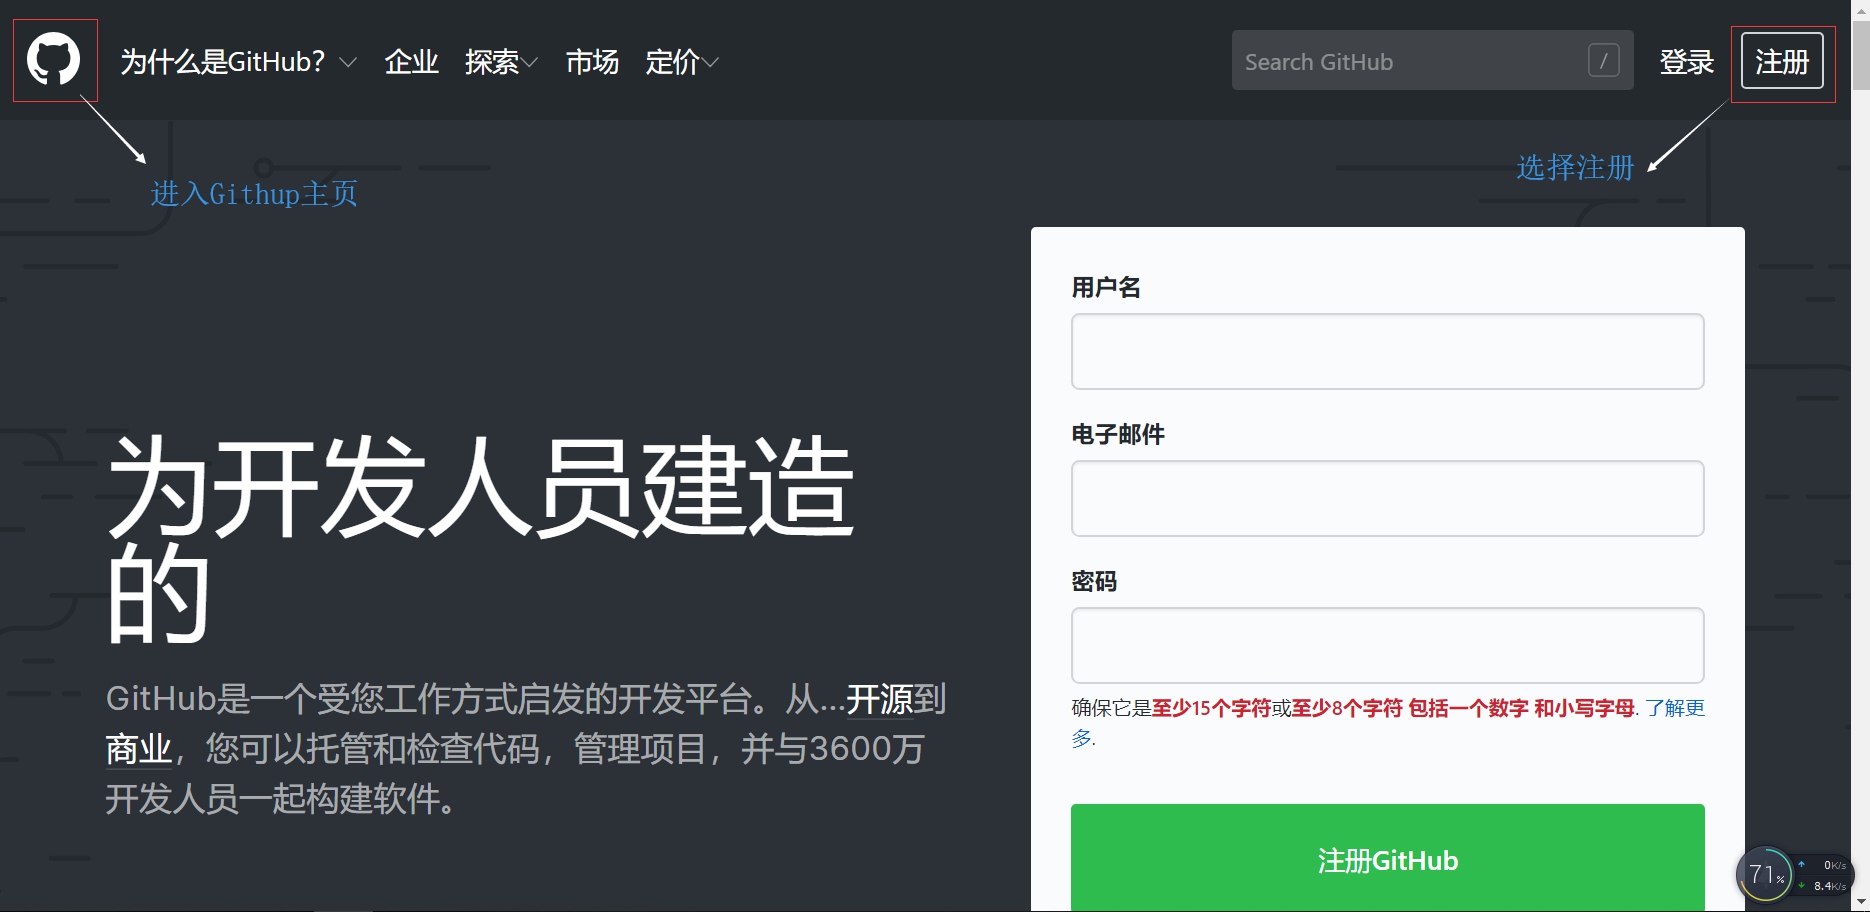 为什么是GitHub? 企业 探索 市场 定价 Search GitHub / 登录 注册
进入Githup主页
选择注册
为开发人员建造
的
GitHub是一个受您工作方式启发的开发平台。从...开源到
商业，您可以托管和检查代码，管理项目，并与3600万
开发人员一起构建软件。
用户名
电子邮件
密码
确保它是至少15个字符或至少8个字符 包括一个数字 和小写字母. 了解更
多.
注册GitHub
71%
0K/s
8.4K/s